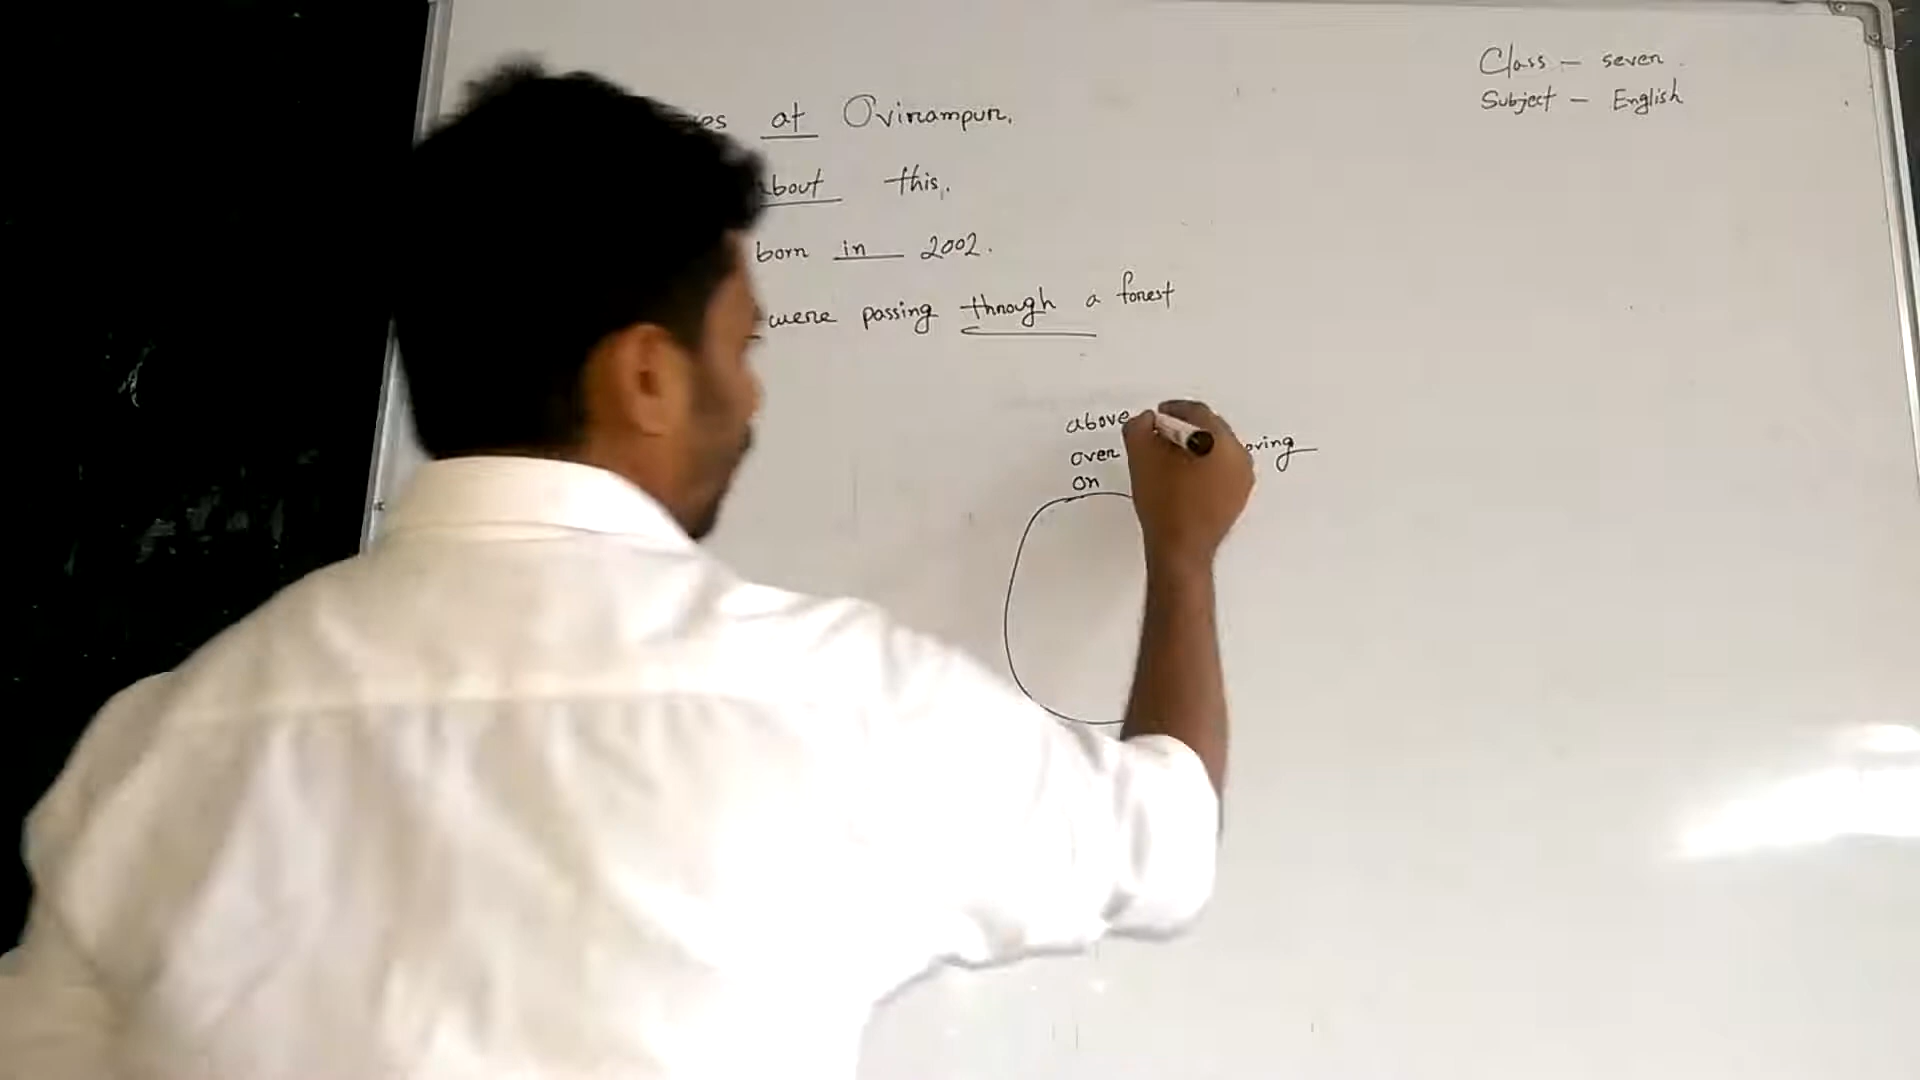 Class - seven
Subject - English
at Ovirampur.
about this.
born in 2002.
were passing through a forest
above
over
on